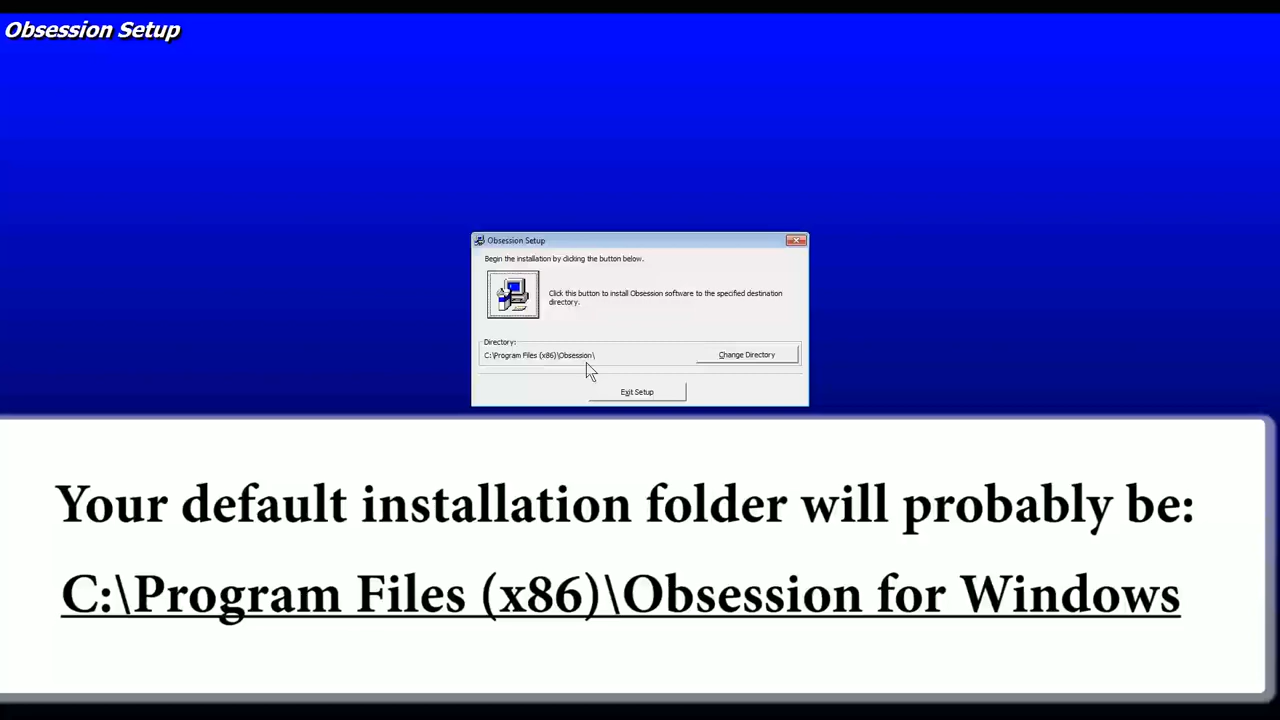 Obsession Setup
Obsession Setup
Begin the installation by clicking the button below.
Click this button to install Obsession software to the specified destination
directory.
Directory:
C:\Program Files (x86)\Obsession\
Change Directory
Exit Setup
Your default installation folder will probably be:
C:\Program Files (x86)\Obsession for Windows